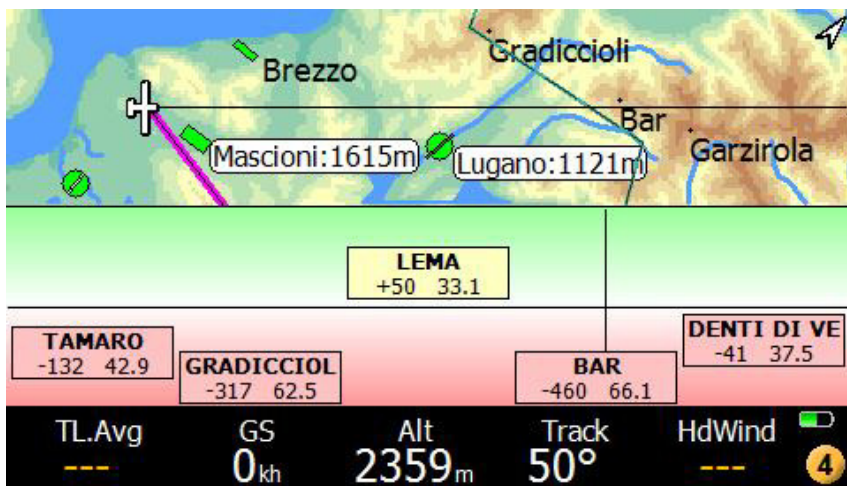 Gradiccioli
Brezzo
Bar
Mascioni:1615m
Lugano:1121m
Garzirola
LEMA
+50 33.1
TAMARO
-132 42.9
GRADICCIOL
-317 62.5
BAR
-460 66.1
DENTI DI VE
-41 37.5
TL.Avg GS Alt Track HdWind
--- 0kh 2359m 50° --- 4